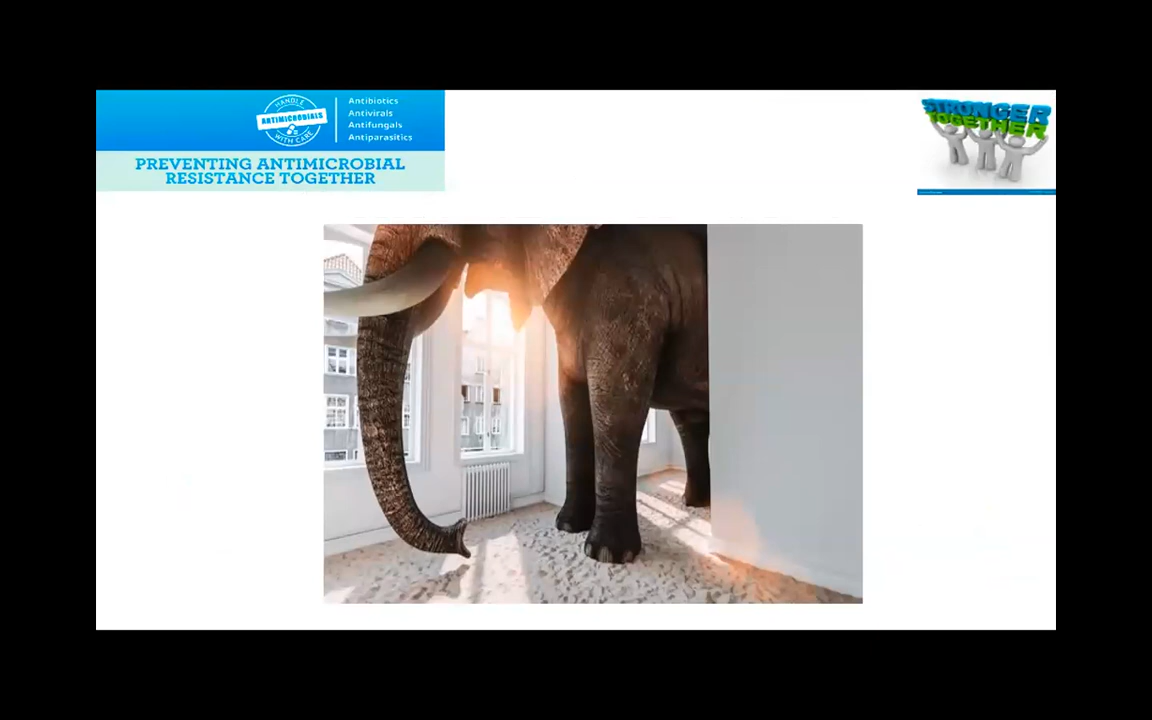 HANDLE
ANTIMICROBIALS
WITH CARE
Antibiotics
Antivirals
Antifungals
Antiparasitics
PREVENTING ANTIMICROBIAL
RESISTANCE TOGETHER
STRONGER
TOGETHER